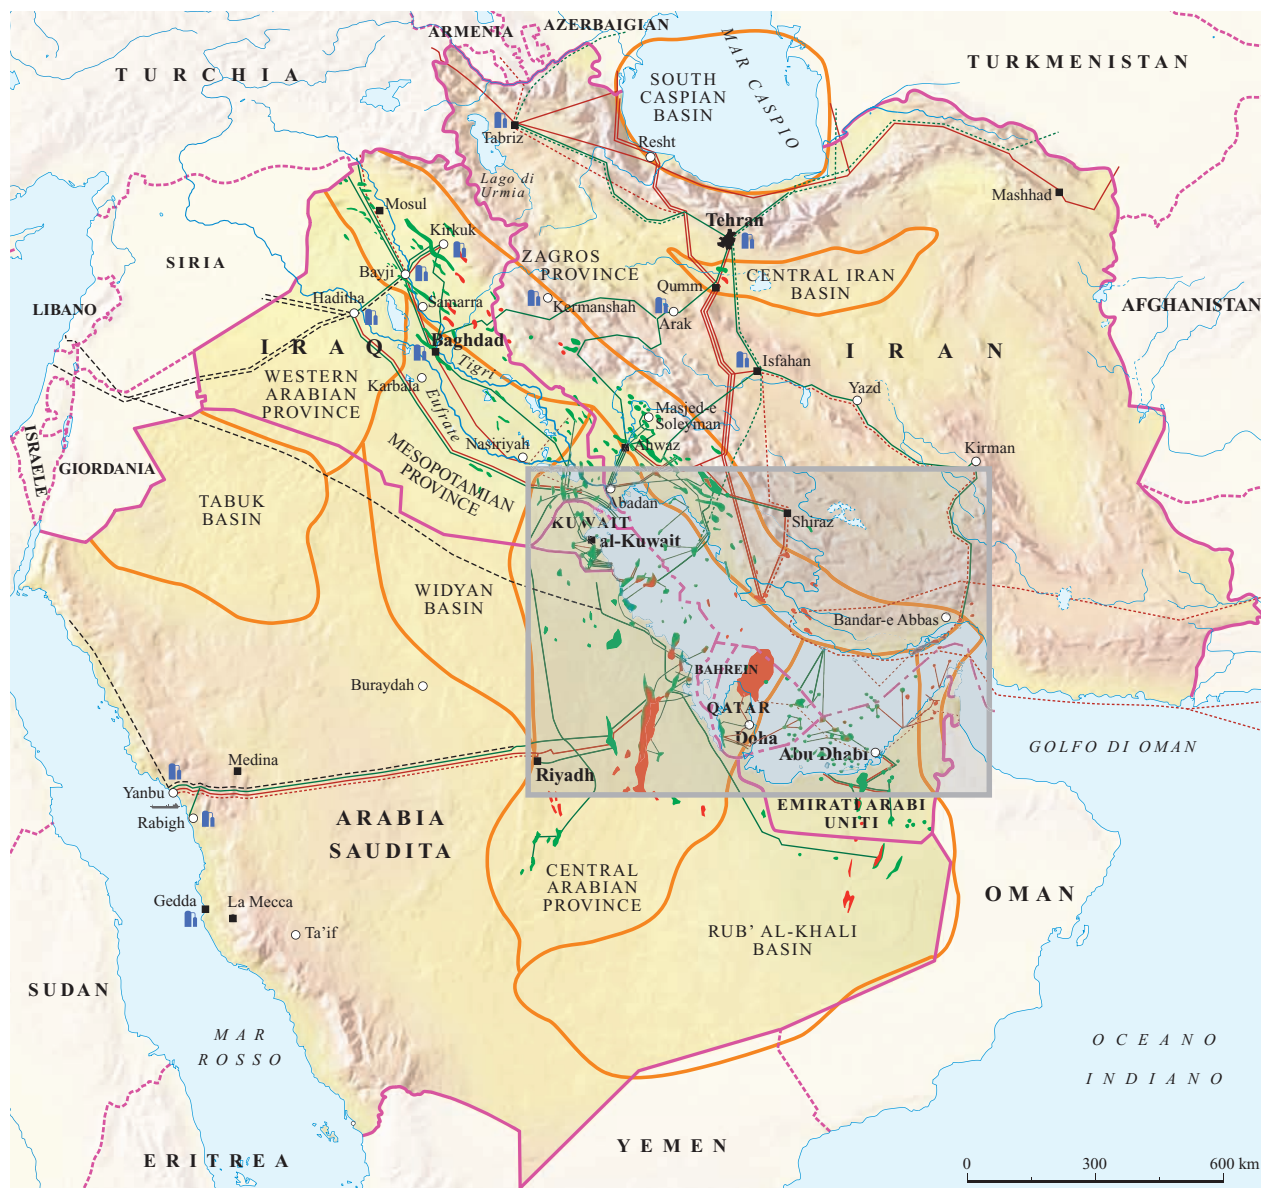 ARMENIA
AZERBAIGIAN
TURCHIA
TURKMENISTAN
MAR CASPIO
SOUTH
CASPIAN
BASIN
Tabriz
Resht
Lago di
Urmia
Mashhad
Mosul
Tehran
Kirkuk
SIRIA
ZAGROS
PROVINCE
Bayji
CENTRAL IRAN
BASIN
Qumm
Haditha
Samarra
Kermanshah
AFGHANISTAN
LIBANO
Arak
Baghdad
IRAQ
IRAN
Tigri
Isfahan
WESTERN
ARABIAN
PROVINCE
Karbala
Yazd
Eufrate
Masjed-e
Soleyman
ISRAELE
Nasiriyah
Ahwaz
Kirman
MESOPOTAMIAN
PROVINCE
GIORDANIA
TABUK
BASIN
Abadan
Shiraz
KUWAIT
al-Kuwait
WIDYAN
BASIN
Bandar-e Abbas
BAHREIN
Buraydah
QATAR
Doha
Abu Dhabi
GOLFO DI OMAN
Medina
Riyadh
Yanbu
EMIRATI ARABI
UNITI
Rabigh
ARABIA
SAUDITA
CENTRAL
ARABIAN
PROVINCE
OMAN
Gedda
La Mecca
Ta'if
RUB' AL-KHALI
BASIN
SUDAN
MAR
ROSSO
OCEANO
INDIANO
YEMEN
ERITREA
0 300 600 km